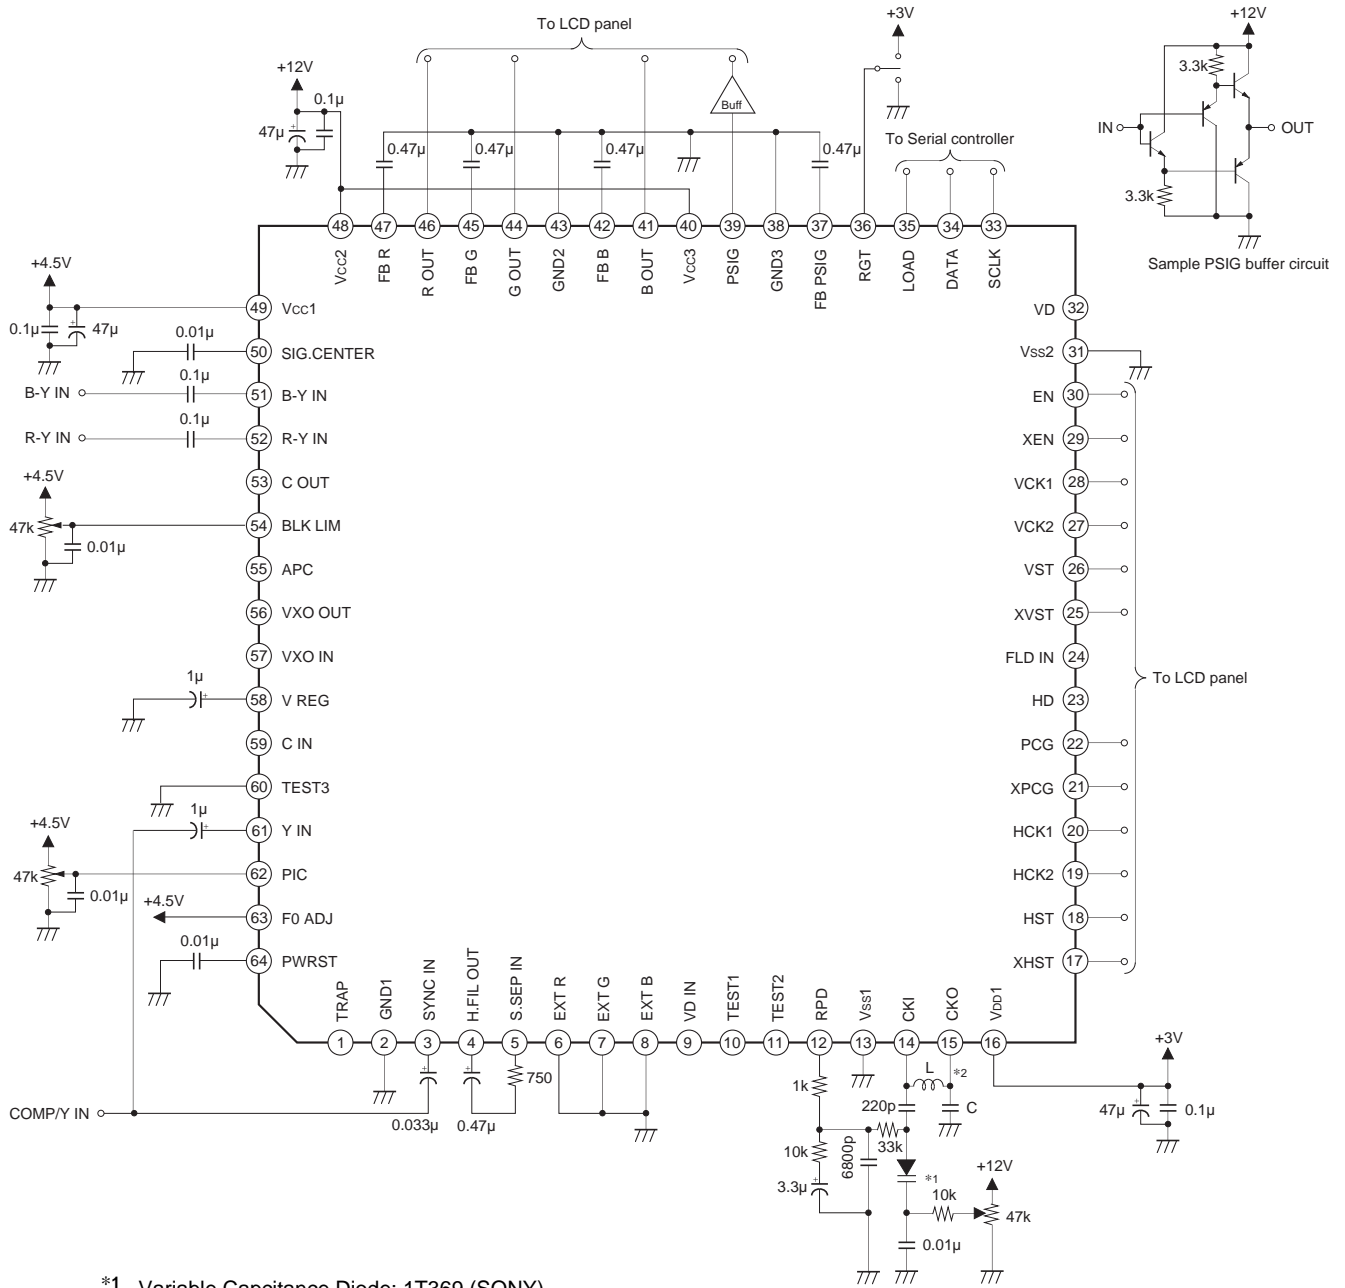 To LCD panel
+3V
+12V
+12V
0.1μ
47μ
0.47μ
0.47μ
0.47μ
0.47μ
Buff
To Serial controller
3.3k
IN
OUT
3.3k
Sample PSIG buffer circuit
48 47 46 45 44 43 42 41 40 39 38 37 36 35 34 33
Vcc2
FB R
R OUT
FB G
G OUT
GND2
FB B
B OUT
Vcc3
PSIG
GND3
FB PSIG
RGT
LOAD
DATA
SCLK
+4.5V
0.1μ
47μ
49 Vcc1
0.01μ
50 SIG.CENTER
B-Y IN
0.1μ
51 B-Y IN
R-Y IN
0.1μ
52 R-Y IN
53 C OUT
+4.5V
47k
0.01μ
54 BLK LIM
55 APC
56 VXO OUT
57 VXO IN
1μ
58 V REG
59 C IN
60 TEST3
1μ
61 Y IN
+4.5V
47k
0.01μ
62 PIC
+4.5V
63 F0 ADJ
0.01μ
64 PWRST
VD 32
Vss2 31
EN 30
XEN 29
VCK1 28
VCK2 27
VST 26
XVST 25
FLD IN 24
HD 23
PCG 22
XPCG 21
HCK1 20
HCK2 19
HST 18
XHST 17
To LCD panel
TRAP
GND1
SYNC IN
H.FIL OUT
S.SEP IN
EXT R
EXT G
EXT B
VD IN
TEST1
TEST2
RPD
Vss1
CKI
CKO
VDD1
1 2 3 4 5 6 7 8 9 10 11 12 13 14 15 16
COMP/Y IN
0.033μ
0.47μ
750
1k
10k
3.3μ
6800p
220p
33k
L
*2
C
*1
10k
0.01μ
+12V
47k
+3V
47μ
0.1μ
*1 Variable Capcitance Diode: 1T369 (SONY)